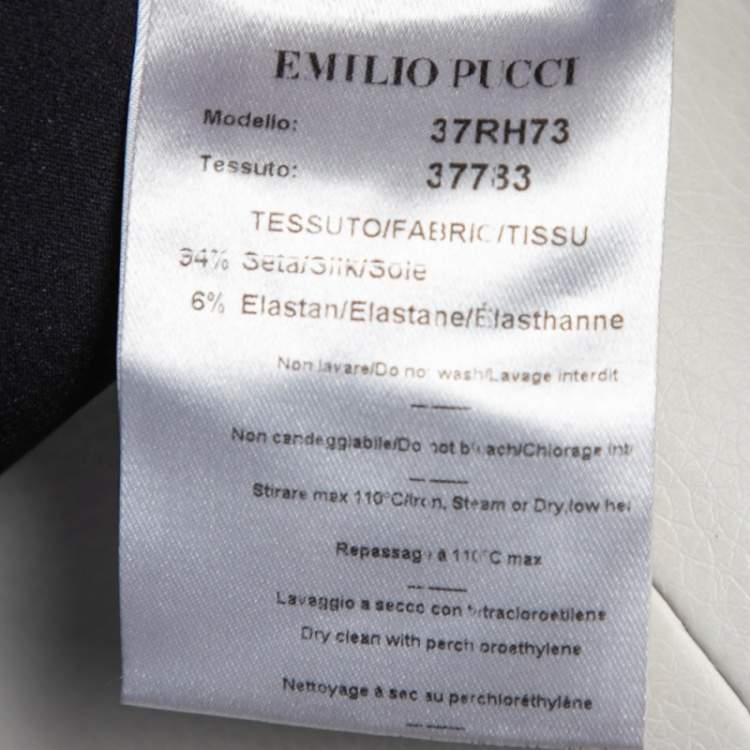 EMILIO PUCCI
Modello: 37RH73
Tessuto: 37783
TESSUTO/FABRIC/TISSU
94% Seta/Silk/Soie
6% Elastan/Elastane/Élasthanne
Non lavare/Do not wash/Lavage interdit
Non candeggiabile/Do not bleach/Chlorage
Stirare max 110°C/Iron, Steam or Dry,low
Repassage à 110°C max
Lavaggio a secco con tetracloroetilene
Dry clean with perchloroethylene
Nettoyage à sec au perchloréthylène